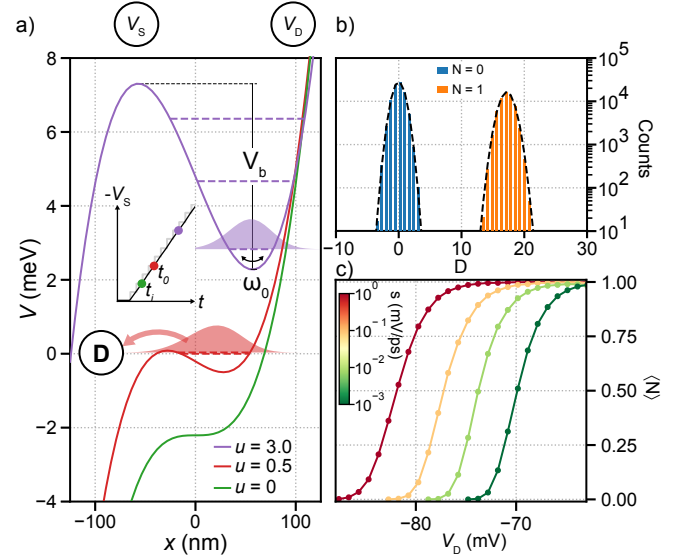 a)
V_S
V_D
b)
8
6
4
2
0
−2
−4
V (meV)
−100
0
100
x (nm)
V_b
ω_0
-V_S
t_0
t_i
t
D
u = 3.0
u = 0.5
u = 0
N = 0
N = 1
10^5
10^4
10^3
10^2
10^1
Counts
−10
0
10
20
30
D
c)
10^0
10^-1
10^-2
10^-3
s (mV/ps)
1.00
0.75
0.50
0.25
0.00
⟨N⟩
−80
−70
V_D (mV)